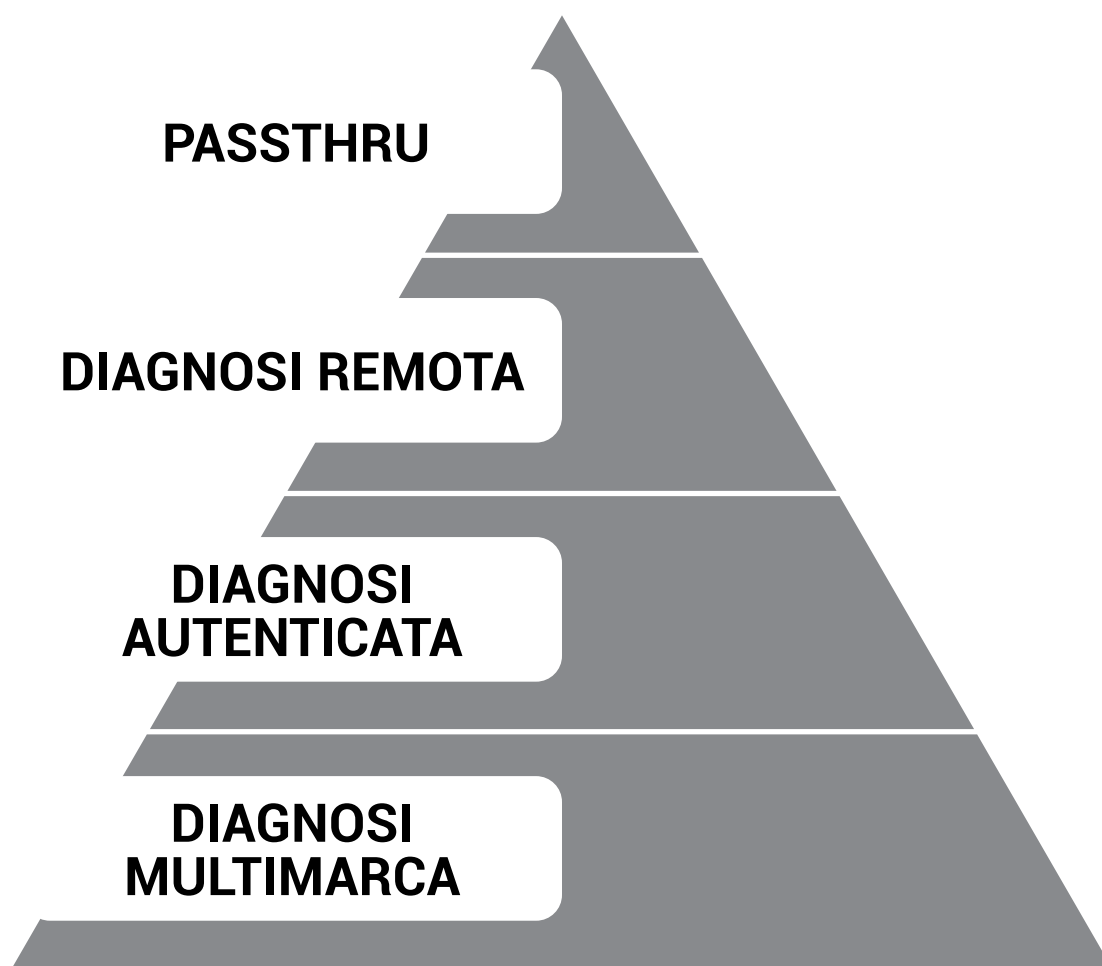 PASSTHRU
DIAGNOSI REMOTA
DIAGNOSI
AUTENTICATA
DIAGNOSI
MULTIMARCA